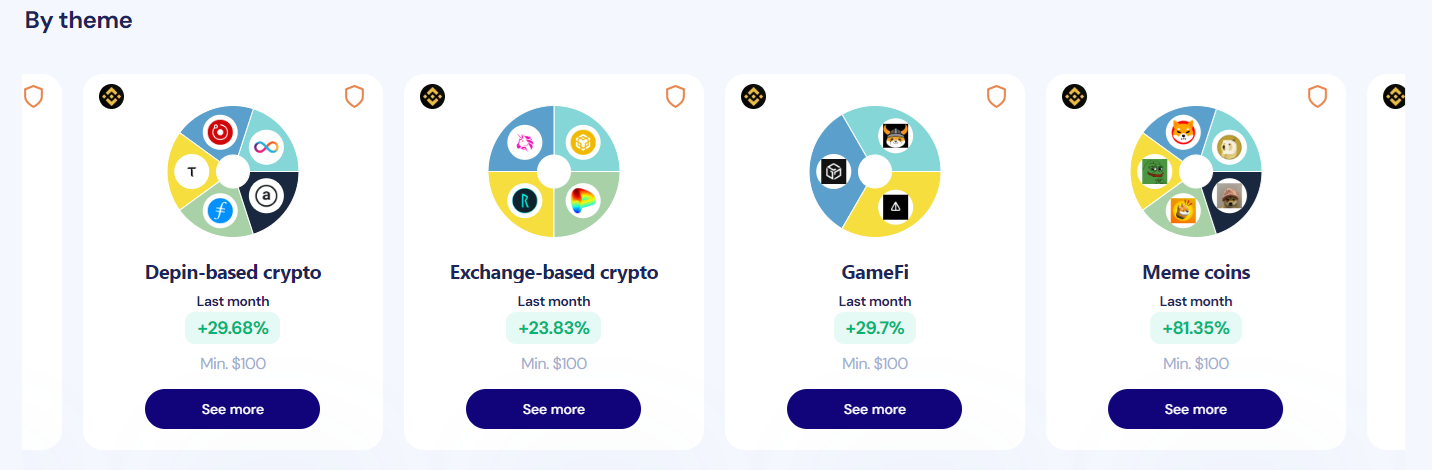 By theme
Depin-based crypto
Last month
+29.68%
Min. $100
See more
Exchange-based crypto
Last month
+23.83%
Min. $100
See more
GameFi
Last month
+29.7%
Min. $100
See more
Meme coins
Last month
+81.35%
Min. $100
See more